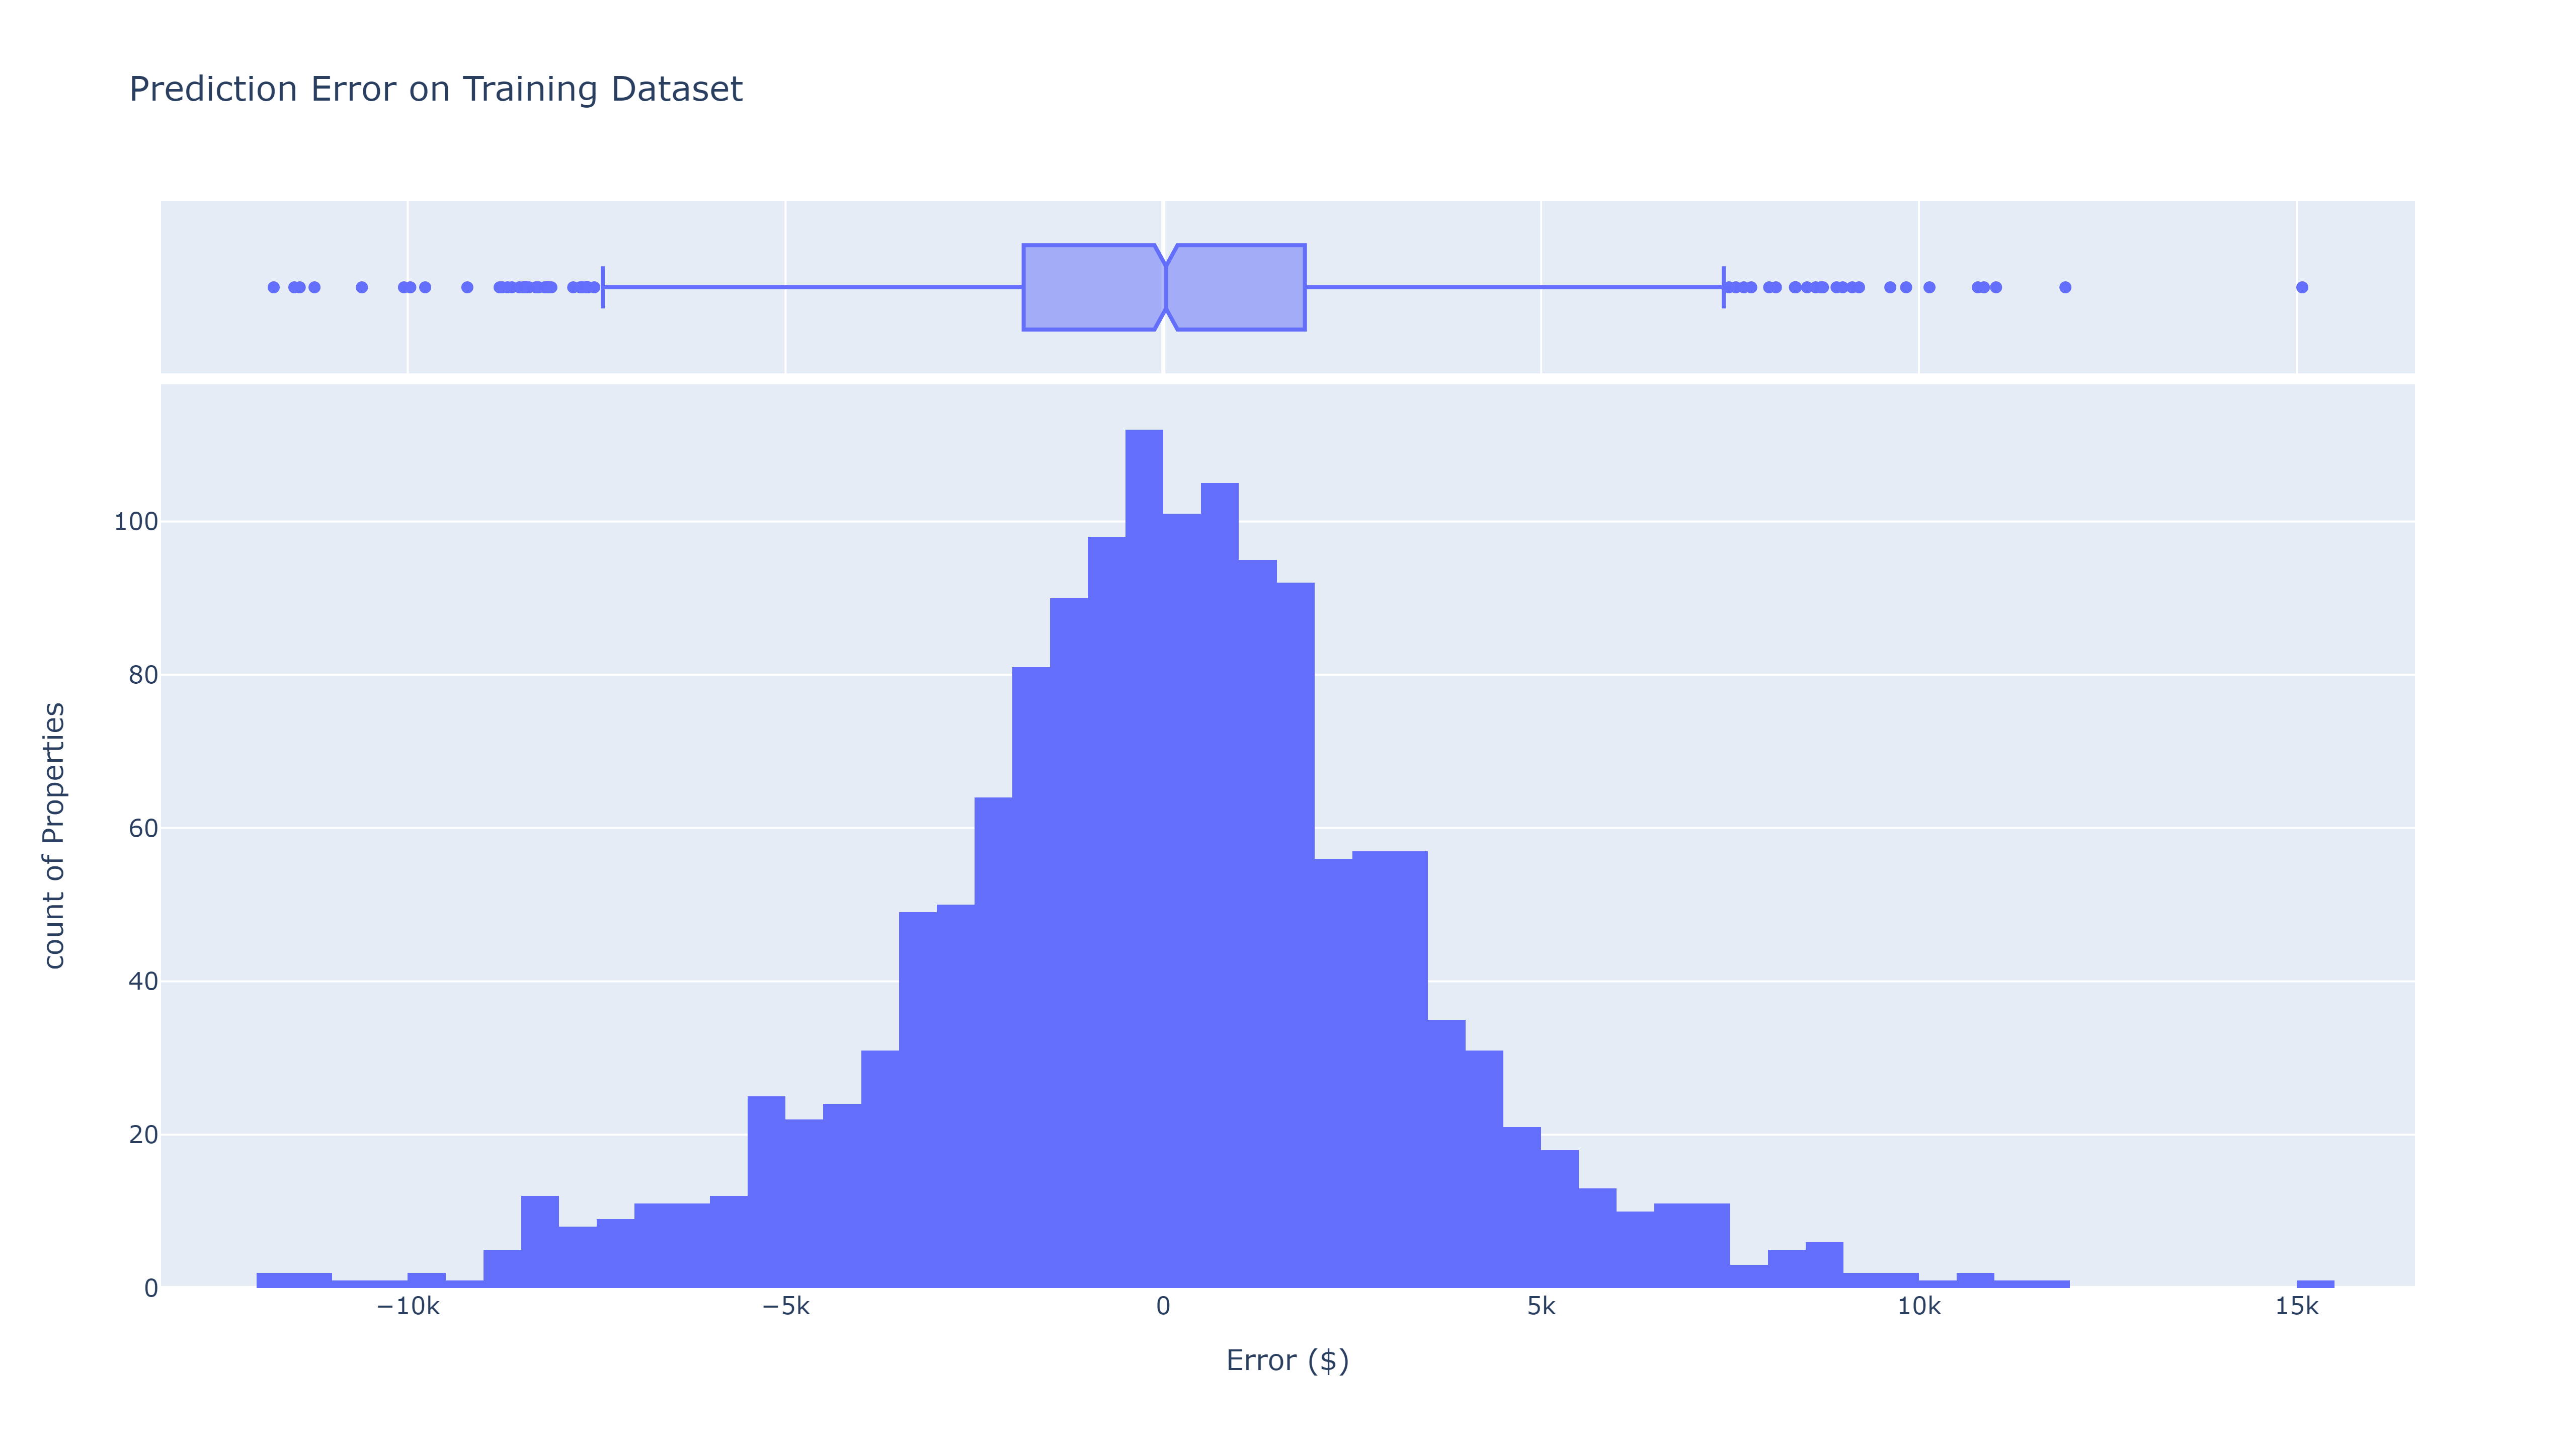 Prediction Error on Training Dataset
100
80
60
40
20
0
count of Properties
−10k
−5k
0
5k
10k
15k
Error ($)